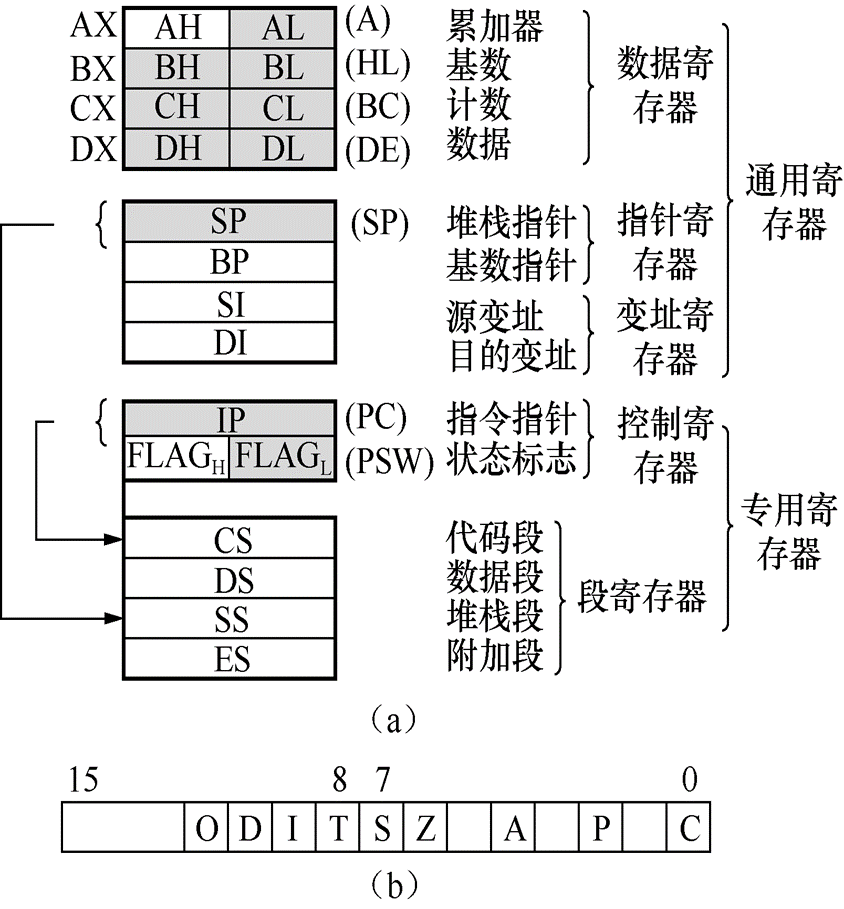 AX AH AL (A) 累加器
BX BH BL (HL) 基数
CX CH CL (BC) 计数
DX DH DL (DE) 数据
数据寄
存器
SP (SP) 堆栈指针
BP 基数指针
指针寄
存器
SI 源变址
DI 目的变址
变址寄
存器
通用寄
存器
IP (PC) 指令指针
FLAGH FLAGL (PSW) 状态标志
控制寄
存器
CS 代码段
DS 数据段
SS 堆栈段
ES 附加段
段寄存器
专用寄
存器
(a)
15 8 7 0
O D I T S Z A P C
(b)